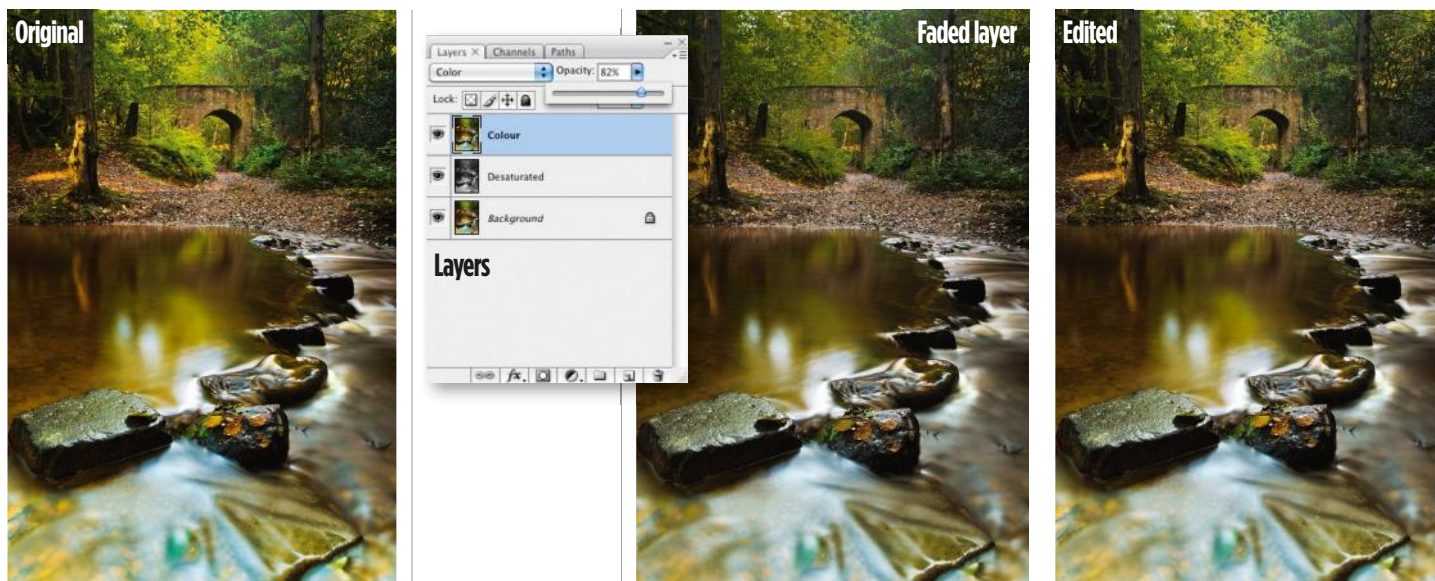 Original
Layers × Channels Paths
Color Opacity: 82%
Lock:
Colour
Desaturated
Background
Layers
fx.
Faded layer
Edited